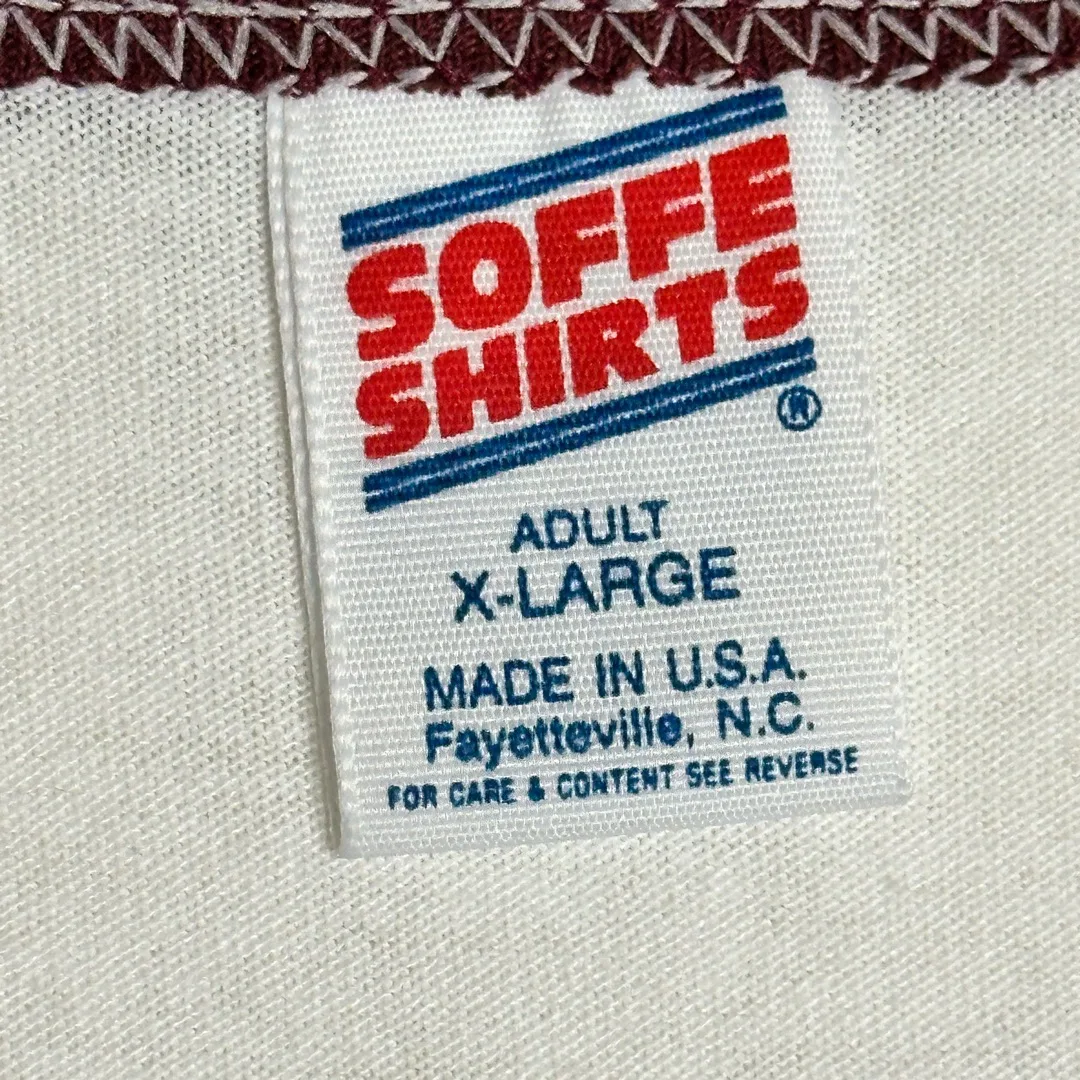 SOFFE
SHIRTS
®
ADULT
X-LARGE
MADE IN U.S.A.
Fayetteville, N.C.
FOR CARE & CONTENT SEE REVERSE